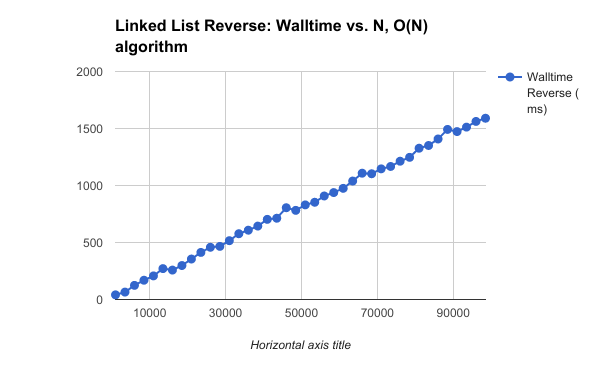 Linked List Reverse: Walltime vs. N, O(N)
algorithm
2000
1500
1000
500
0
Walltime
Reverse (
ms)
10000
30000
50000
70000
90000
Horizontal axis title